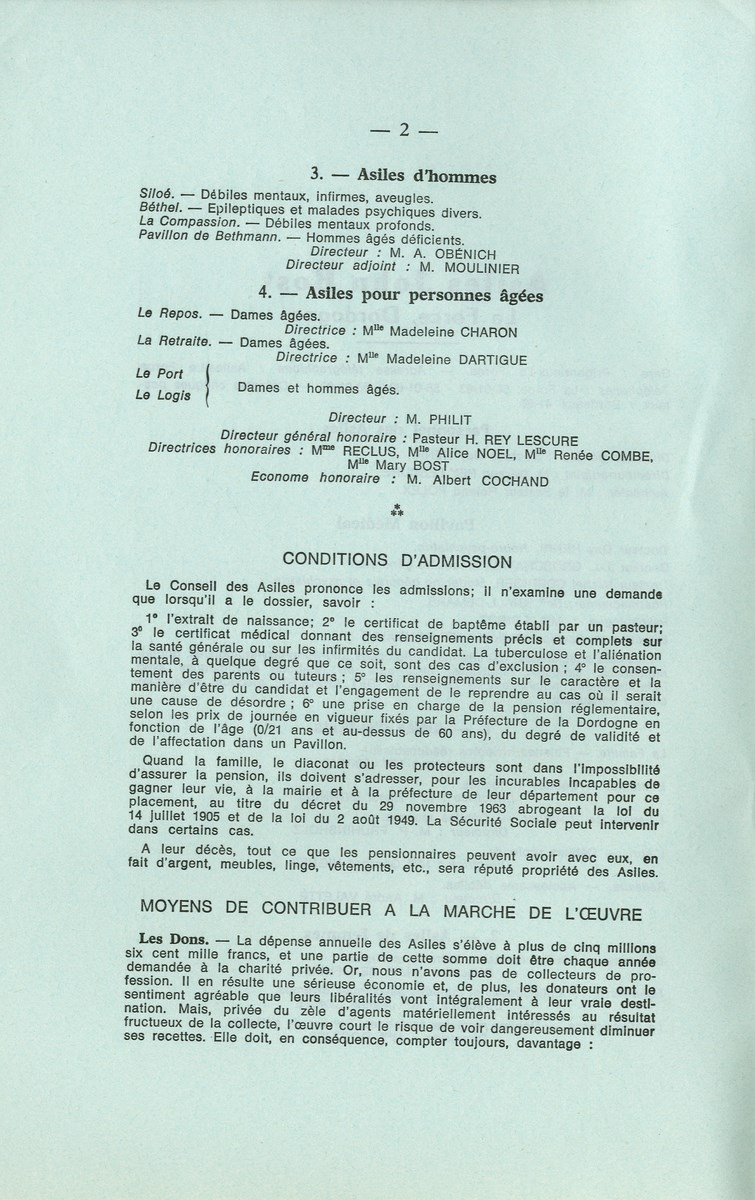 — 2 —
3. — Asiles d'hommes
Siloé. — Débiles mentaux, infirmes, aveugles.
Béthel. — Epileptiques et malades psychiques divers.
La Compassion. — Débiles mentaux profonds.
Pavillon de Bethmann. — Hommes âgés déficients.
Directeur : M. A. OBÉNICH
Directeur adjoint : M. MOULINIER
4. — Asiles pour personnes âgées
Le Repos. — Dames âgées.
Directrice : Mlle Madeleine CHARON
La Retraite. — Dames âgées.
Directrice : Mlle Madeleine DARTIGUE
Le Port
Le Logis
Dames et hommes âgés.
Directeur : M. PHILIT
Directeur général honoraire : Pasteur H. REY LESCURE
Directrices honoraires : Mme RECLUS, Mlle Alice NOEL, Mlle Renée COMBE,
Mlle Mary BOST
Econome honoraire : M. Albert COCHAND
***
CONDITIONS D'ADMISSION
Le Conseil des Asiles prononce les admissions; il n'examine une demande
que lorsqu'il a le dossier, savoir :
1° l'extrait de naissance; 2° le certificat de baptême établi par un pasteur;
3° le certificat médical donnant des renseignements précis et complets sur
la santé générale ou sur les infirmités du candidat. La tuberculose et l'aliénation
mentale, à quelque degré que ce soit, sont des cas d'exclusion ; 4° le consen-
tement des parents ou tuteurs ; 5° les renseignements sur le caractère et la
manière d'être du candidat et l'engagement de le reprendre au cas où il serait
une cause de désordre ; 6° une prise en charge de la pension réglementaire,
selon les prix de journée en vigueur fixés par la Préfecture de la Dordogne en
fonction de l'âge (0/21 ans et au-dessus de 60 ans), du degré de validité et
de l'affectation dans un Pavillon.
Quand la famille, le diaconat ou les protecteurs sont dans l'impossibilité
d'assurer la pension, ils doivent s'adresser, pour les incurables incapables de
gagner leur vie, à la mairie et à la préfecture de leur département pour ce
placement, au titre du décret du 29 novembre 1963 abrogeant la loi du
14 juillet 1905 et de la loi du 2 août 1949. La Sécurité Sociale peut intervenir
dans certains cas.
A leur décès, tout ce que les pensionnaires peuvent avoir avec eux, en
fait d'argent, meubles, linge, vêtements, etc., sera réputé propriété des Asiles.
MOYENS DE CONTRIBUER A LA MARCHE DE L'ŒUVRE
Les Dons. — La dépense annuelle des Asiles s'élève à plus de cinq millions
six cent mille francs, et une partie de cette somme doit être chaque année
demandée à la charité privée. Or, nous n'avons pas de collecteurs de pro-
fession. Il en résulte une sérieuse économie et, de plus, les donateurs ont le
sentiment agréable que leurs libéralités vont intégralement à leur vraie desti-
nation. Mais, privée du zèle d'agents matériellement intéressés au résultat
fructueux de la collecte, l'œuvre court le risque de voir dangereusement diminuer
ses recettes. Elle doit, en conséquence, compter toujours, davantage :